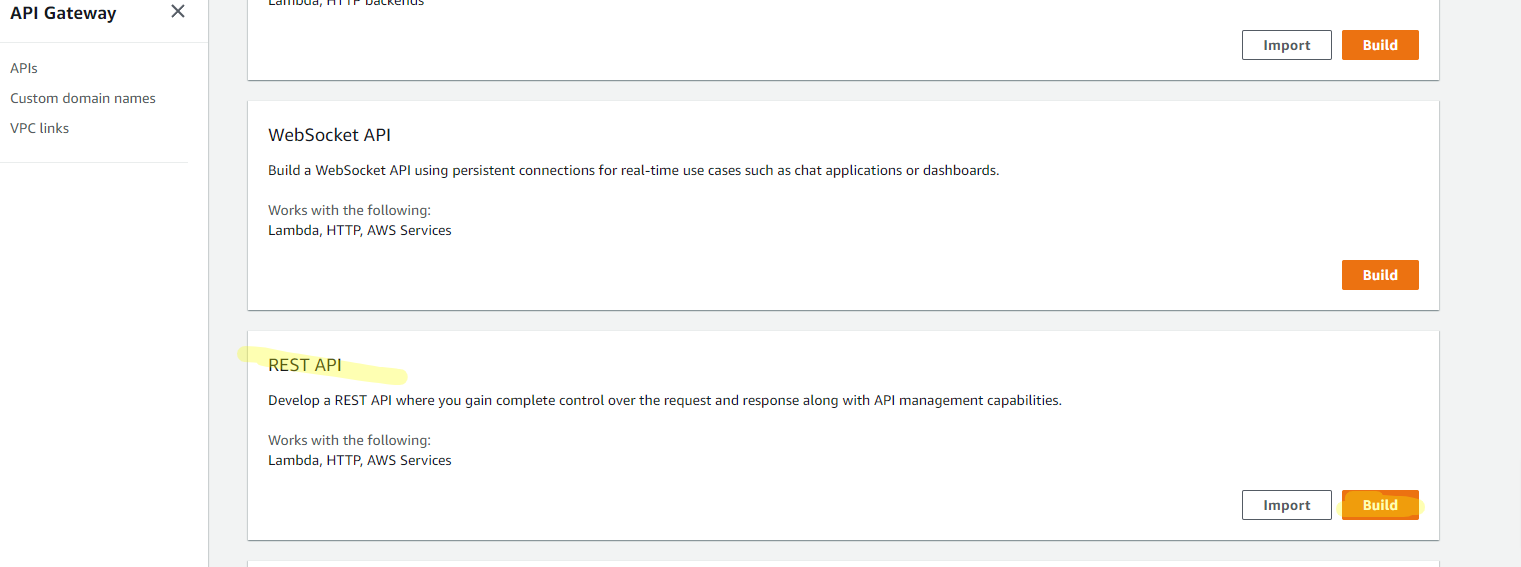 API Gateway
APIs
Custom domain names
VPC links
Lambda, HTTP backends
Import
Build
WebSocket API
Build a WebSocket API using persistent connections for real-time use cases such as chat applications or dashboards.
Works with the following:
Lambda, HTTP, AWS Services
Build
REST API
Develop a REST API where you gain complete control over the request and response along with API management capabilities.
Works with the following:
Lambda, HTTP, AWS Services
Import
Build